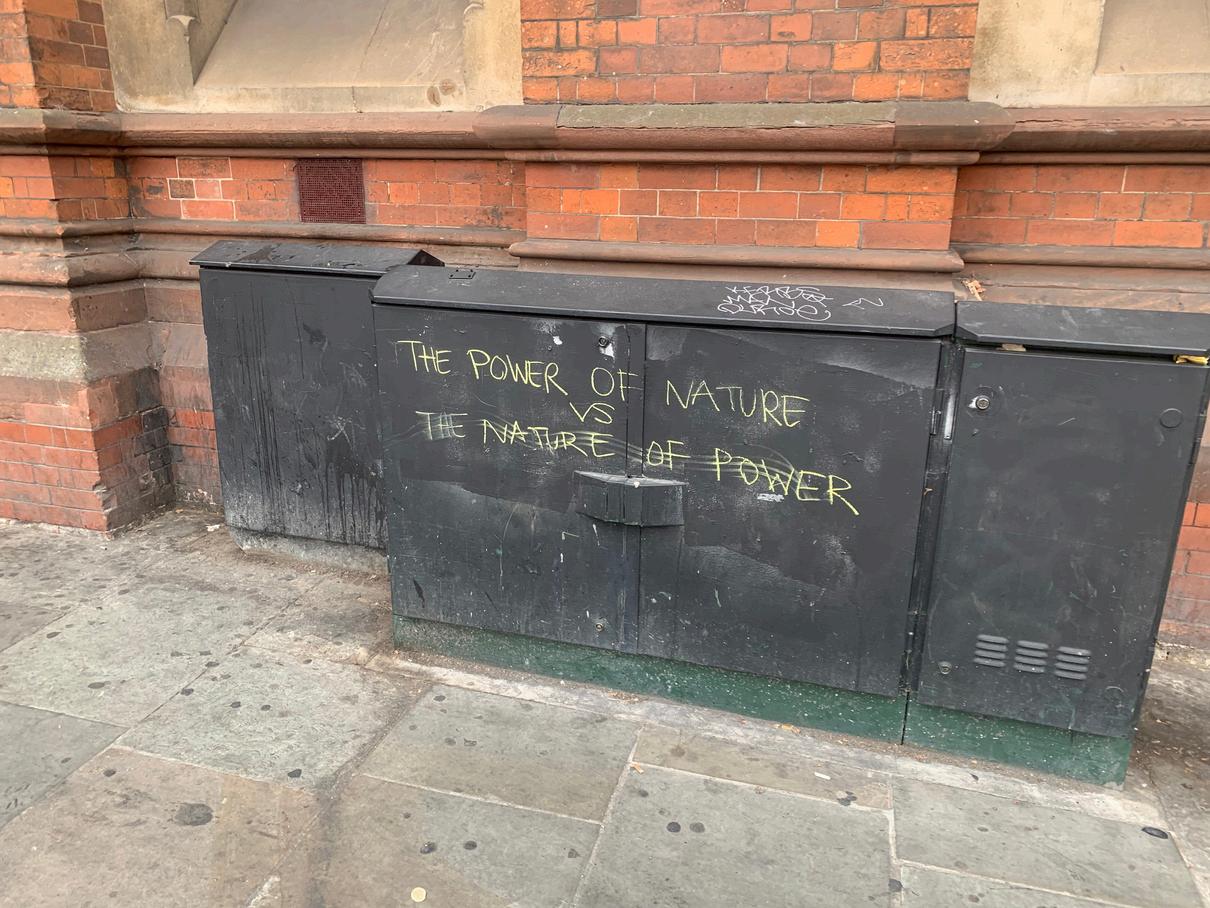 THE POWER OF NATURE
VS
THE NATURE OF POWER